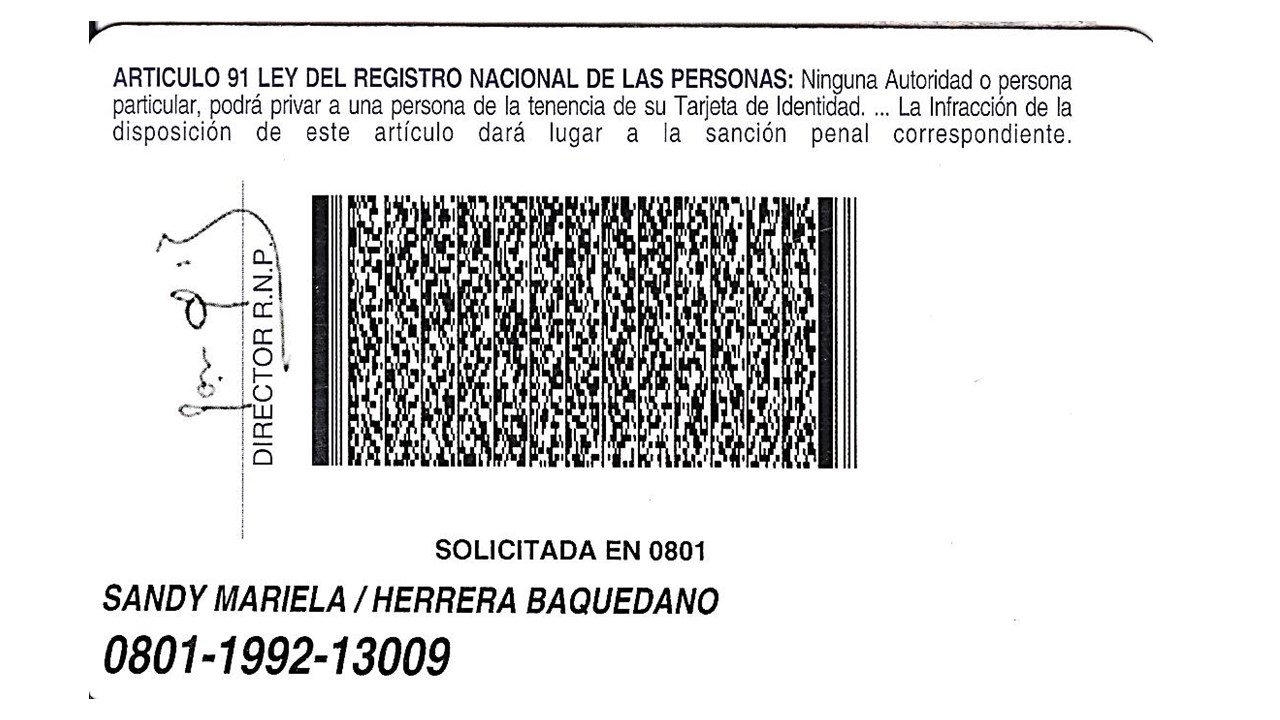 ARTICULO 91 LEY DEL REGISTRO NACIONAL DE LAS PERSONAS: Ninguna Autoridad o persona
particular, podrá privar a una persona de la tenencia de su Tarjeta de Identidad. ... La Infracción de la
disposición de este artículo dará lugar a la sanción penal correspondiente.
DIRECTOR R.N.P.
SOLICITADA EN 0801
SANDY MARIELA / HERRERA BAQUEDANO
0801-1992-13009